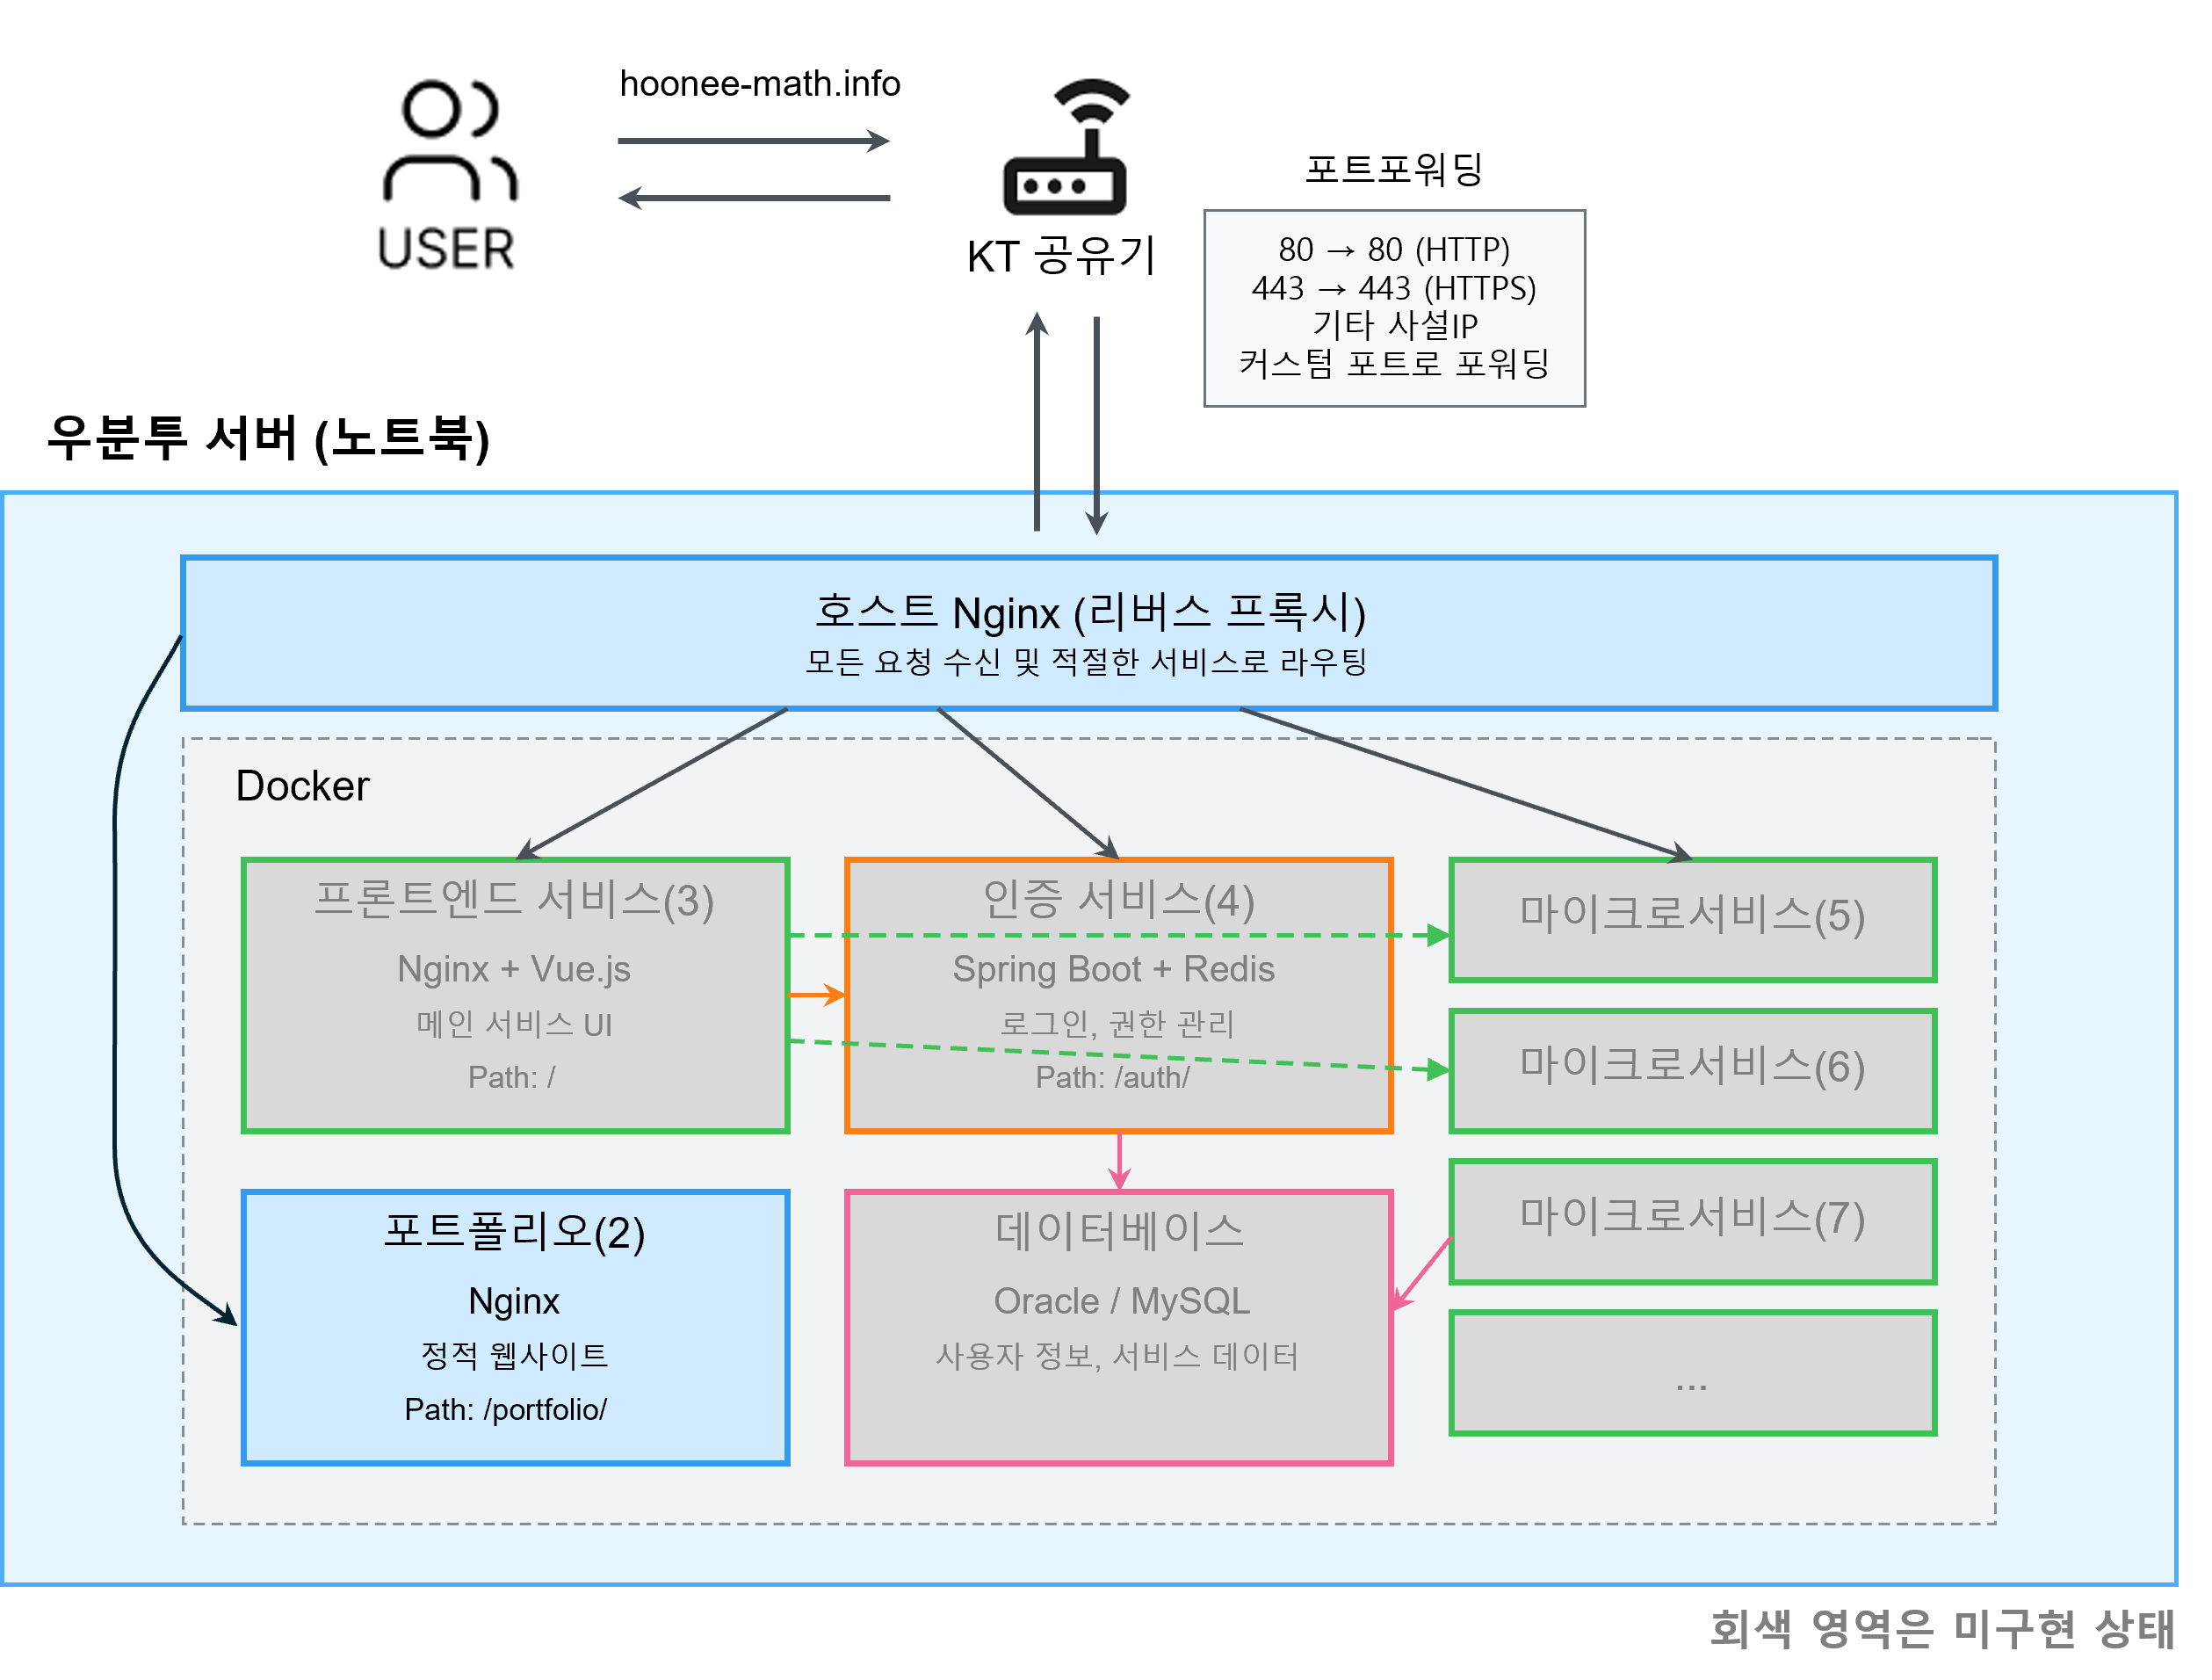 hoonee-math.info
USER
KT 공유기
포트포워딩
80 → 80 (HTTP)
443 → 443 (HTTPS)
기타 사설IP
커스텀 포트로 포워딩
우분투 서버 (노트북)
호스트 Nginx (리버스 프록시)
모든 요청 수신 및 적절한 서비스로 라우팅
Docker
프론트엔드 서비스(3)
Nginx + Vue.js
메인 서비스 UI
Path: /
인증 서비스(4)
Spring Boot + Redis
로그인, 권한 관리
Path: /auth/
마이크로서비스(5)
마이크로서비스(6)
마이크로서비스(7)
...
포트폴리오(2)
Nginx
정적 웹사이트
Path: /portfolio/
데이터베이스
Oracle / MySQL
사용자 정보, 서비스 데이터
회색 영역은 미구현 상태